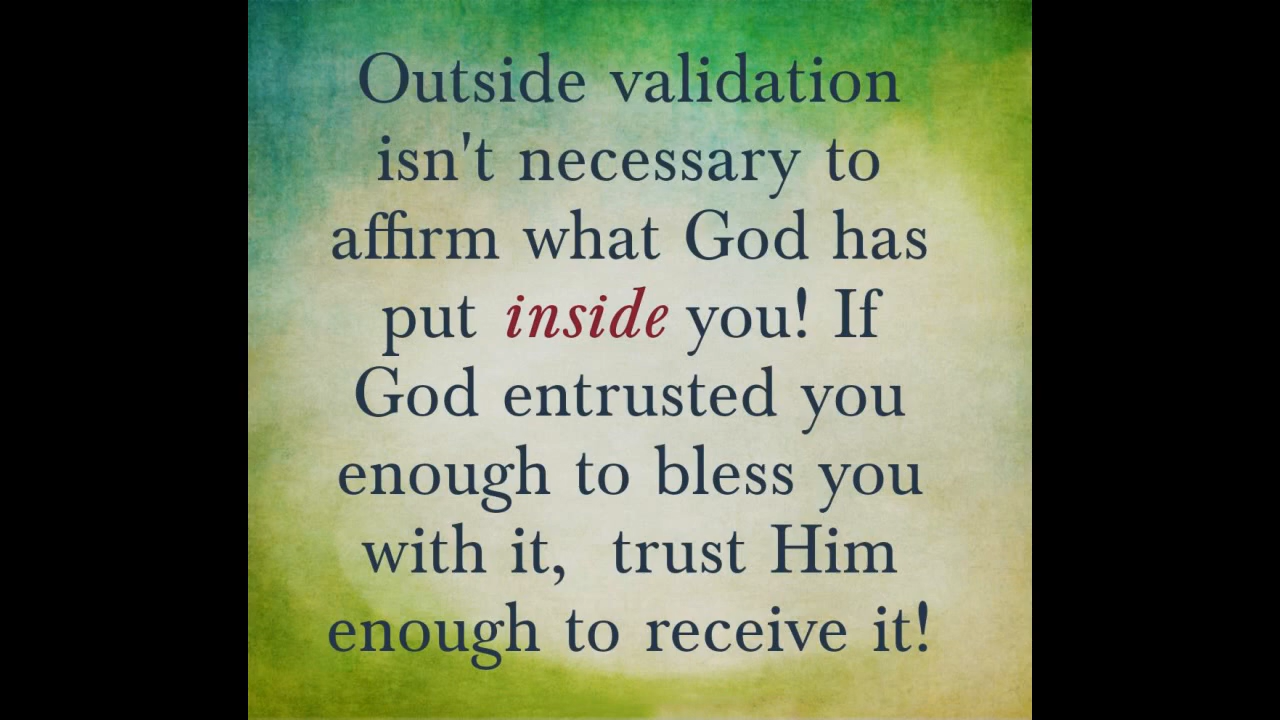 Outside validation
isn't necessary to
affirm what God has
put inside you! If
God entrusted you
enough to bless you
with it,  trust Him
enough to receive it!